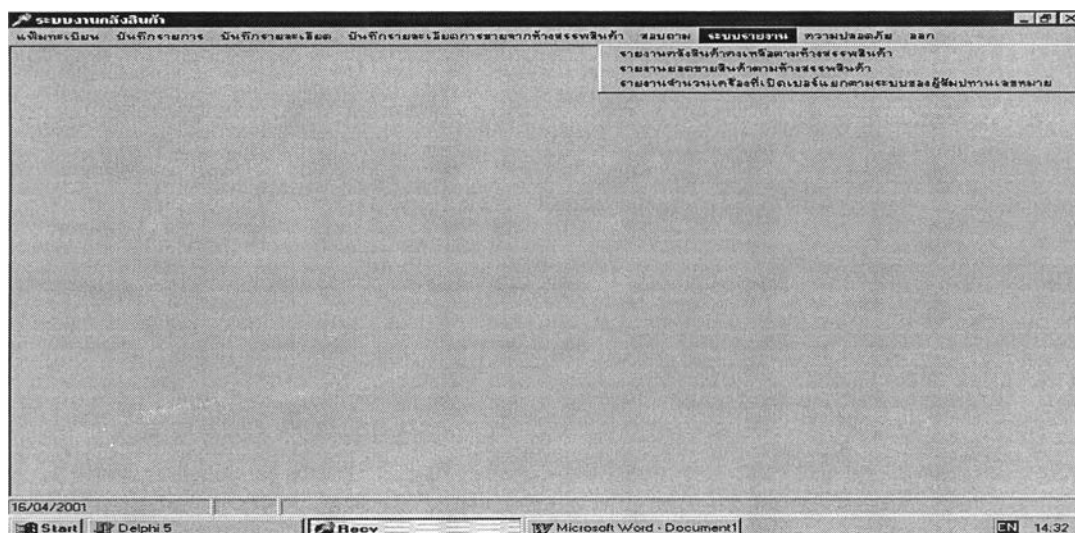 ระบบงานคลังสินค้า
แฟ้มทะเบียน บันทึกรายการ บันทึกรายละเอียด บันทึกรายละเอียดการขายจากห้างสรรพสินค้า สอบถาม ระบบรายงาน ความปลอดภัย ออก
รายงานคลังสินค้าคงเหลือตามห้างสรรพสินค้า
รายงานยอดขายสินค้าตามห้างสรรพสินค้า
รายงานจำนวนเครื่องที่เปิดเบอร์แยกตามระบบของผู้สัมปทานเลขหมาย
16/04/2001
Start Delphi 5 Recv Microsoft Word - Document1 EN 14:32